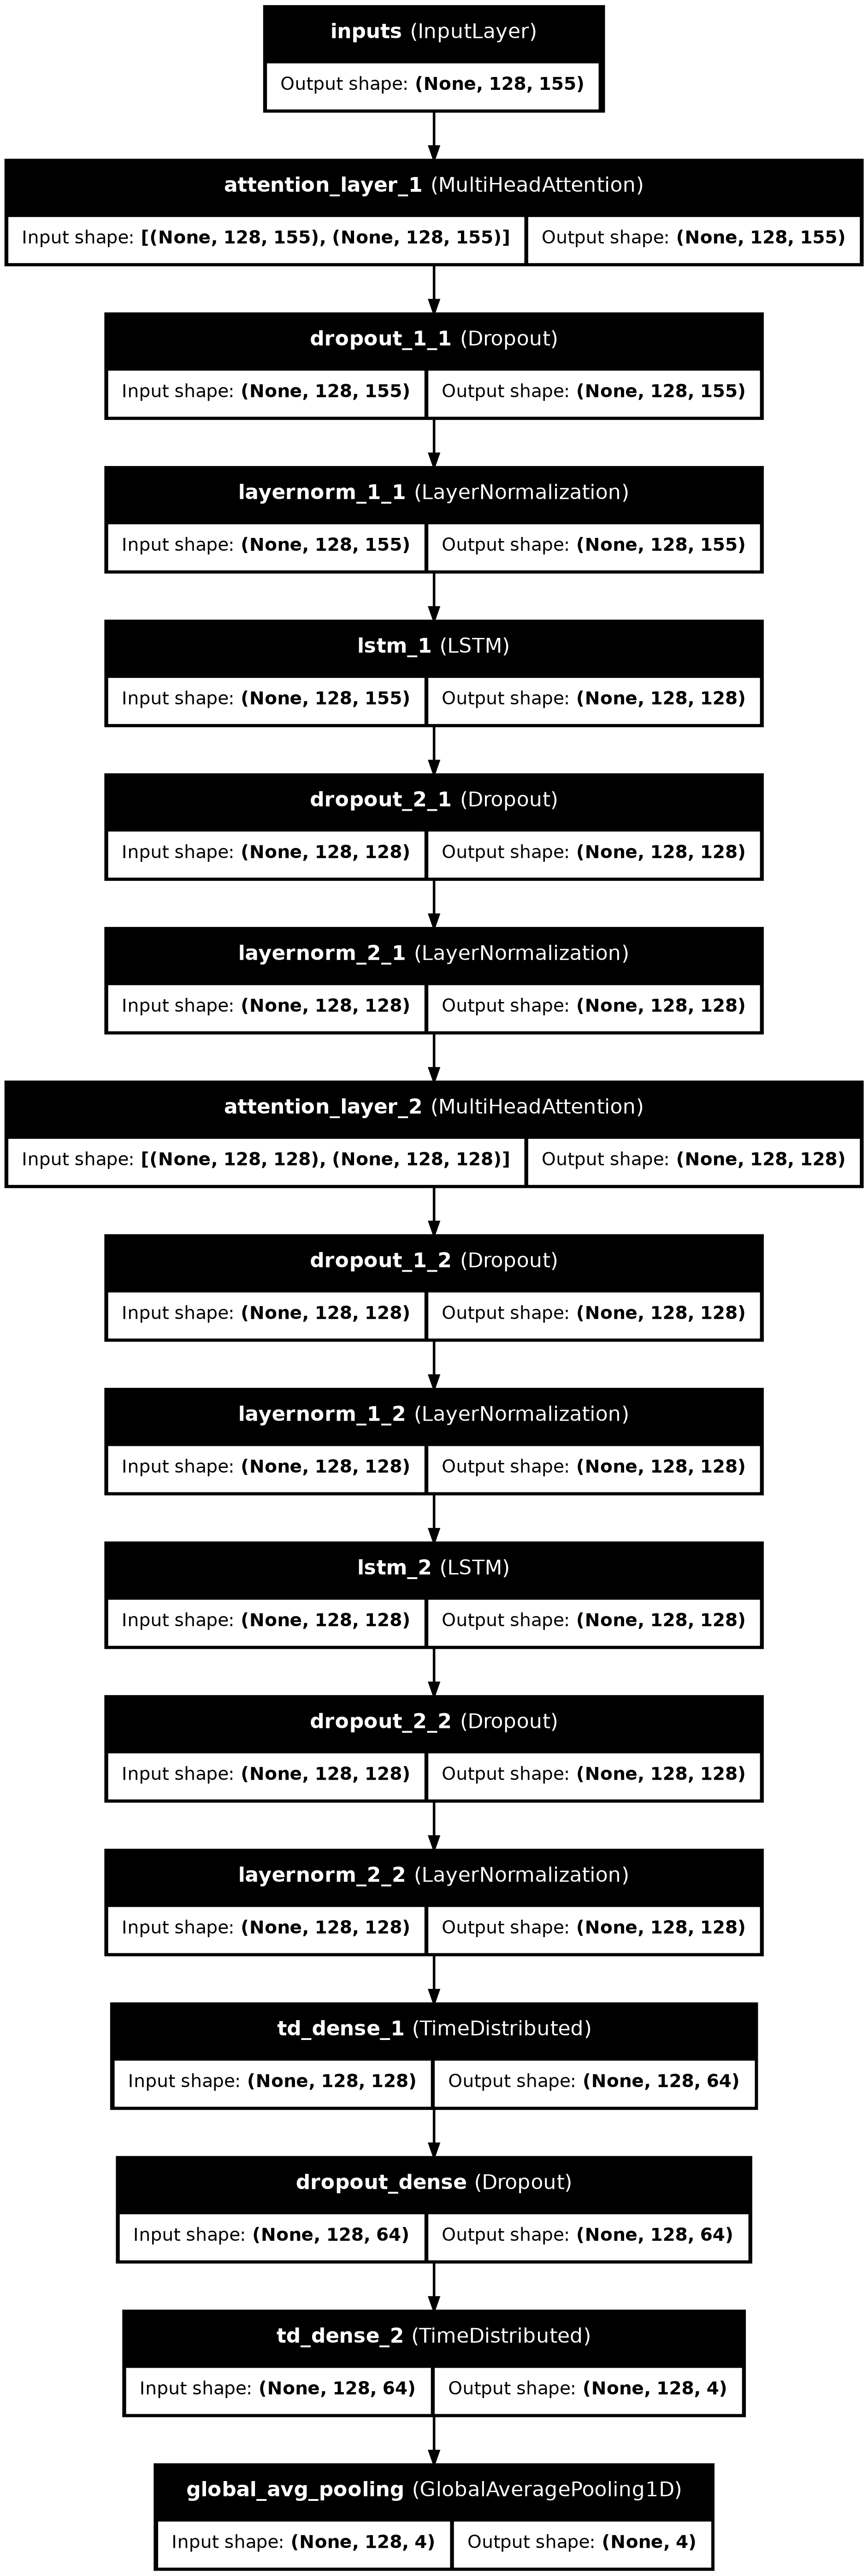 inputs (InputLayer)
Output shape: (None, 128, 155)
attention_layer_1 (MultiHeadAttention)
Input shape: [(None, 128, 155), (None, 128, 155)] Output shape: (None, 128, 155)
dropout_1_1 (Dropout)
Input shape: (None, 128, 155) Output shape: (None, 128, 155)
layernorm_1_1 (LayerNormalization)
Input shape: (None, 128, 155) Output shape: (None, 128, 155)
lstm_1 (LSTM)
Input shape: (None, 128, 155) Output shape: (None, 128, 128)
dropout_2_1 (Dropout)
Input shape: (None, 128, 128) Output shape: (None, 128, 128)
layernorm_2_1 (LayerNormalization)
Input shape: (None, 128, 128) Output shape: (None, 128, 128)
attention_layer_2 (MultiHeadAttention)
Input shape: [(None, 128, 128), (None, 128, 128)] Output shape: (None, 128, 128)
dropout_1_2 (Dropout)
Input shape: (None, 128, 128) Output shape: (None, 128, 128)
layernorm_1_2 (LayerNormalization)
Input shape: (None, 128, 128) Output shape: (None, 128, 128)
lstm_2 (LSTM)
Input shape: (None, 128, 128) Output shape: (None, 128, 128)
dropout_2_2 (Dropout)
Input shape: (None, 128, 128) Output shape: (None, 128, 128)
layernorm_2_2 (LayerNormalization)
Input shape: (None, 128, 128) Output shape: (None, 128, 128)
td_dense_1 (TimeDistributed)
Input shape: (None, 128, 128) Output shape: (None, 128, 64)
dropout_dense (Dropout)
Input shape: (None, 128, 64) Output shape: (None, 128, 64)
td_dense_2 (TimeDistributed)
Input shape: (None, 128, 64) Output shape: (None, 128, 4)
global_avg_pooling (GlobalAveragePooling1D)
Input shape: (None, 128, 4) Output shape: (None, 4)